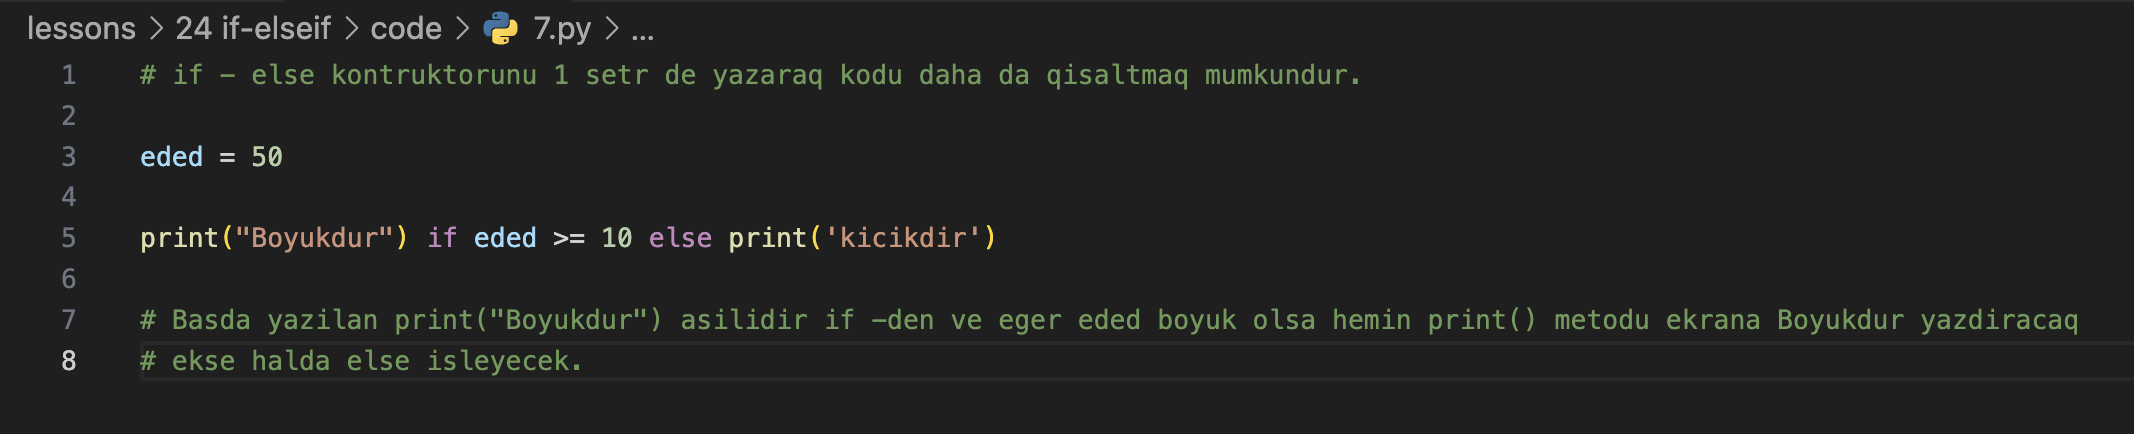 lessons > 24 if-elseif > code > 7.py > ...
1 # if - else kontruktorunu 1 setr de yazaraq kodu daha da qisaltmaq mumkundur.
2
3 eded = 50
4
5 print("Boyukdur") if eded >= 10 else print('kicikdir')
6
7 # Basda yazilan print("Boyukdur") asilidir if -den ve eger eded boyuk olsa hemin print() metodu ekrana Boyukdur yazdiracaq
8 # ekse halda else isleyecek.